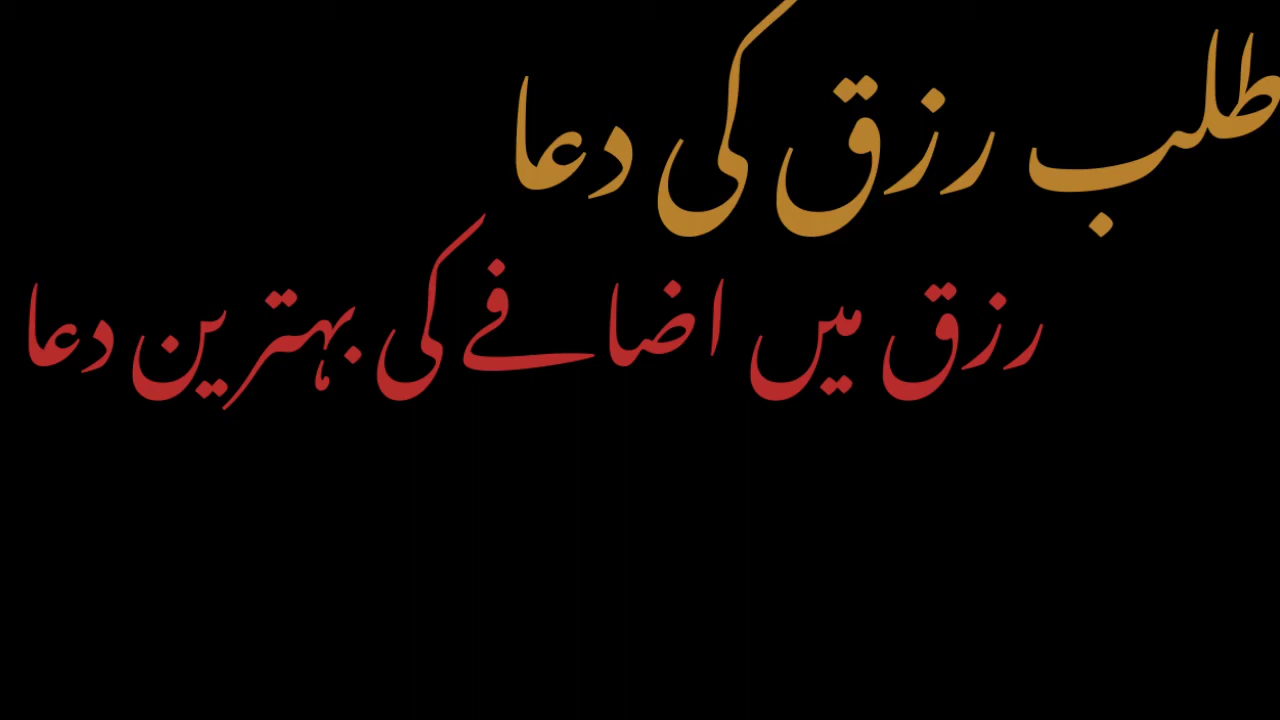 طلب رزق کی دعا
رزق میں اضافے کی بہترین دعا